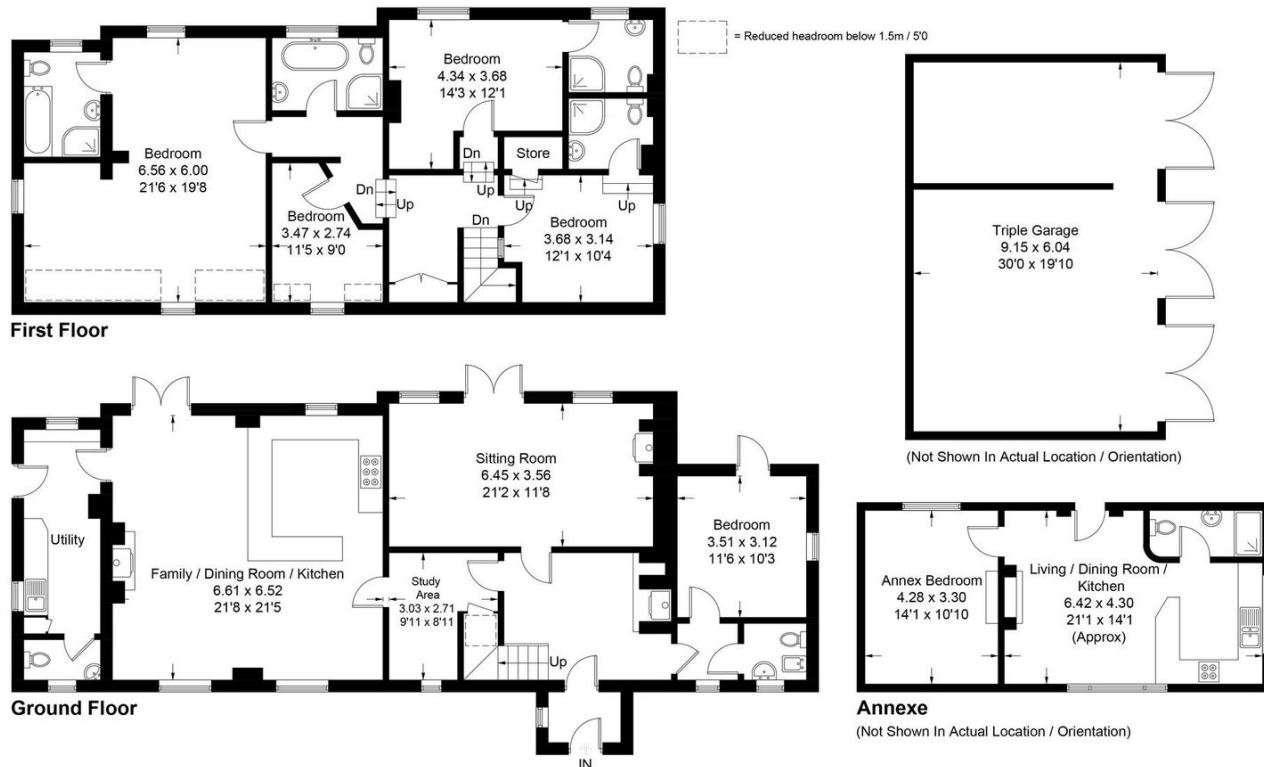 = Reduced headroom below 1.5m / 5'0
Bedroom
4.34 x 3.68
14'3 x 12'1
Bedroom
6.56 x 6.00
21'6 x 19'8
Dn
Up
Store
Dn
Up
Bedroom
3.47 x 2.74
11'5 x 9'0
Dn
Up
Up
Bedroom
3.68 x 3.14
12'1 x 10'4
First Floor
Triple Garage
9.15 x 6.04
30'0 x 19'10
(Not Shown In Actual Location / Orientation)
Sitting Room
6.45 x 3.56
21'2 x 11'8
Utility
Family / Dining Room / Kitchen
6.61 x 6.52
21'8 x 21'5
Study
Area
3.03 x 2.71
9'11 x 8'11
Up
Bedroom
3.51 x 3.12
11'6 x 10'3
IN
Ground Floor
Annex Bedroom
4.28 x 3.30
14'1 x 10'10
Living / Dining Room /
Kitchen
6.42 x 4.30
21'1 x 14'1
(Approx)
Annexe
(Not Shown In Actual Location / Orientation)